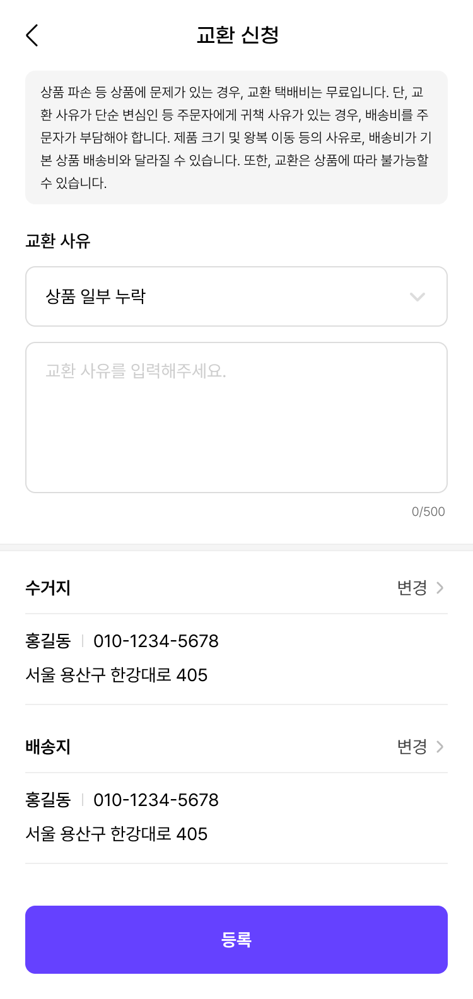 교환 신청
상품 파손 등 상품에 문제가 있는 경우, 교환 택배비는 무료입니다. 단, 교
환 사유가 단순 변심인 등 주문자에게 귀책 사유가 있는 경우, 배송비를 주
문자가 부담해야 합니다. 제품 크기 및 왕복 이동 등의 사유로, 배송비가 기
본 상품 배송비와 달라질 수 있습니다. 또한, 교환은 상품에 따라 불가능할
수 있습니다.
교환 사유
상품 일부 누락
교환 사유를 입력해주세요.
0/500
수거지 변경
홍길동 010-1234-5678
서울 용산구 한강대로 405
배송지 변경
홍길동 010-1234-5678
서울 용산구 한강대로 405
등록